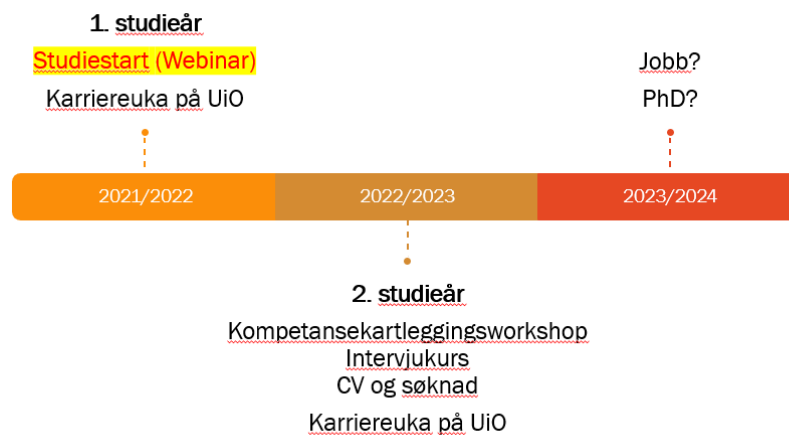 1. studieår
Studiestart (Webinar)
Karriereuka på UiO
Jobb?
PhD?
2021/2022
2022/2023
2023/2024
2. studieår
Kompetansekartleggingsworkshop
Intervjukurs
CV og søknad
Karriereuka på UiO